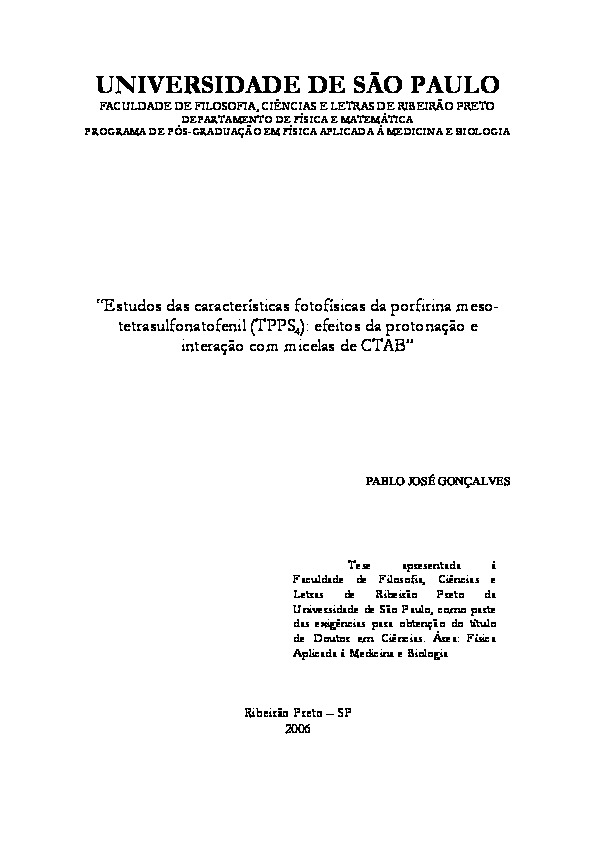 UNIVERSIDADE DE SÃO PAULO
FACULDADE DE FILOSOFIA, CIÊNCIAS E LETRAS DE RIBEIRÃO PRETO
DEPARTAMENTO DE FÍSICA E MATEMÁTICA
PROGRAMA DE PÓS-GRADUAÇÃO EM FÍSICA APLICADA À MEDICINA E BIOLOGIA
“Estudos das características fotofísicas da porfirina meso-
tetrasulfonatofenil (TPPS₄): efeitos da protonação e
interação com micelas de CTAB”
PABLO JOSÉ GONÇALVES
Tese apresentada à
Faculdade de Filosofia, Ciências e
Letras de Ribeirão Preto da
Universidade de São Paulo, como parte
das exigências para obtenção do título
de Doutor em Ciências. Área: Física
Aplicada à Medicina e Biologia
Ribeirão Preto – SP
2006